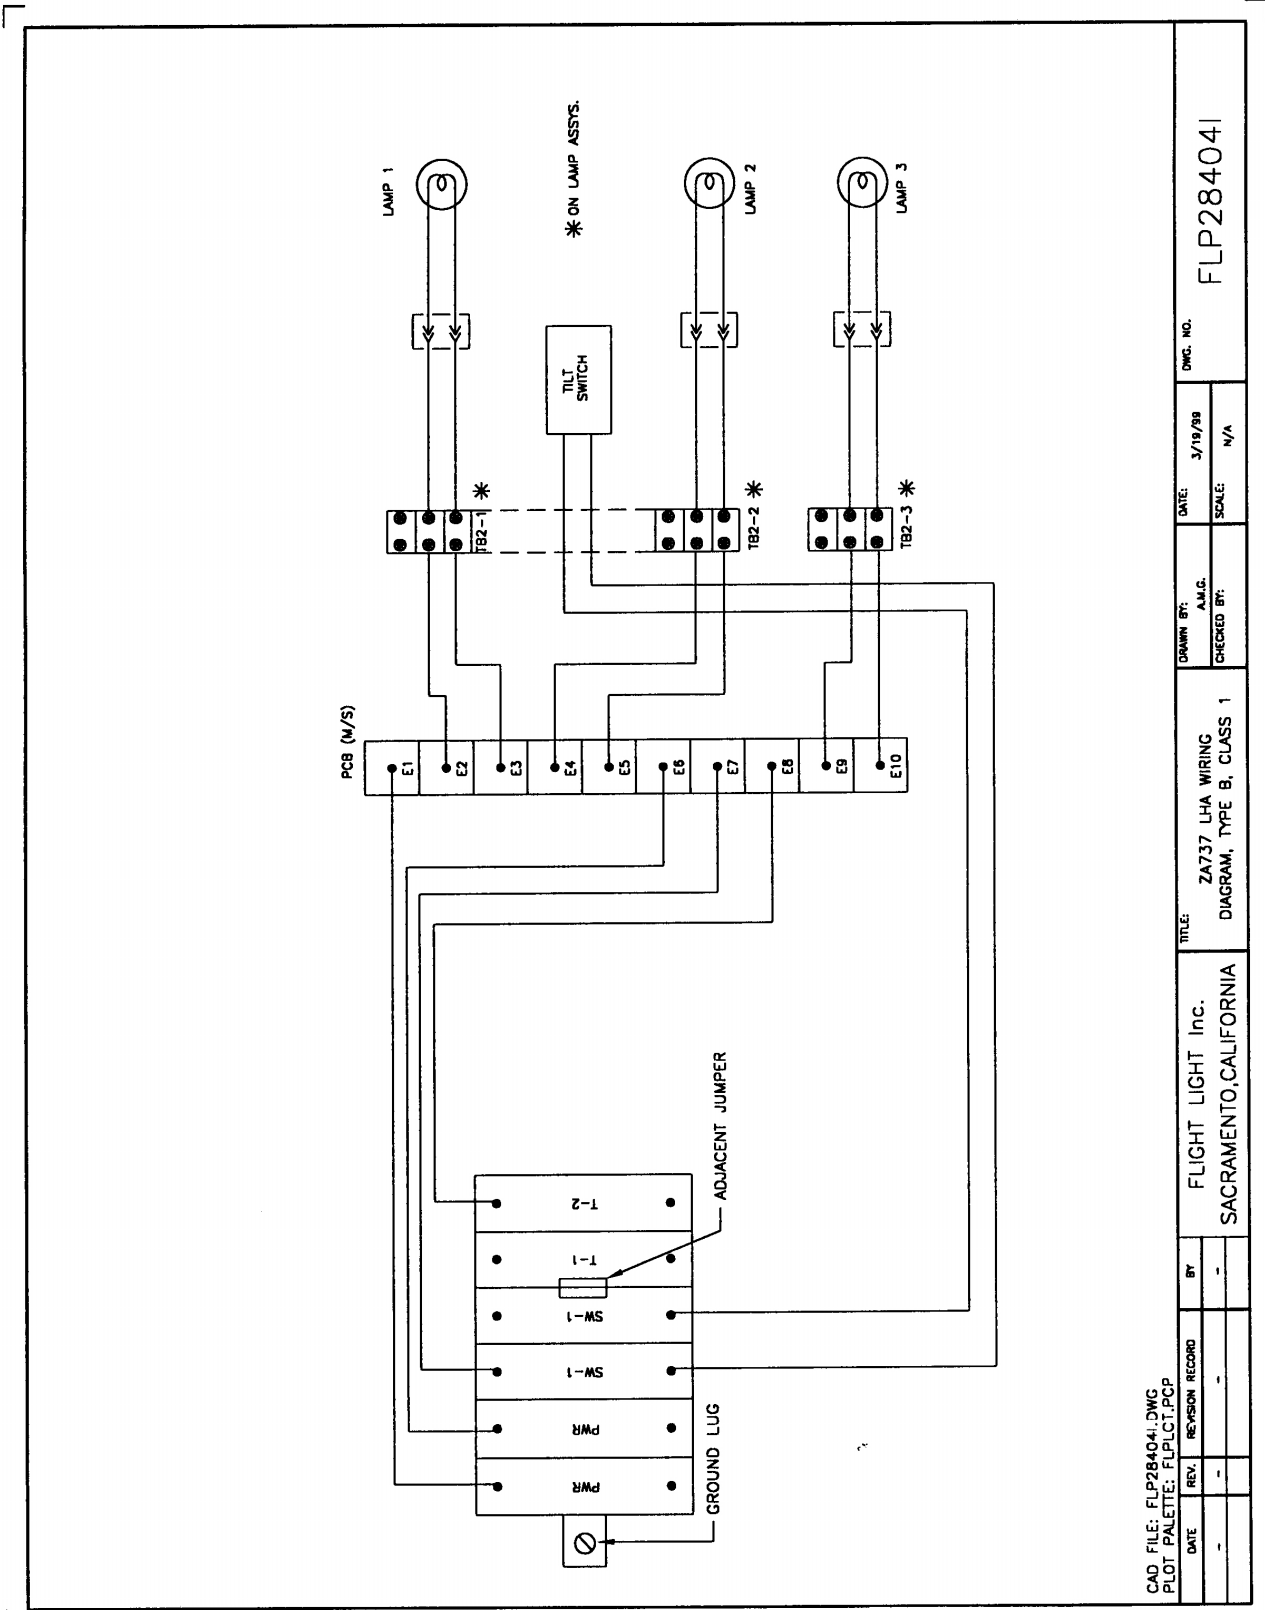 LAMP 1
✳ ON LAMP ASSYS.
LAMP 2
LAMP 3
TILT
SWITCH
TB2-1 ✳
TB2-2 ✳
TB2-3 ✳
PCB (M/S)
E1
E2
E3
E4
E5
E6
E7
E8
E9
E10
ADJACENT JUMPER
T-2
T-1
SW-1
SW-1
PWR
PWR
GROUND LUG
CAD FILE: FLP28404I.DWG
PLOT PALETTE: FLPLCT.PCP
DATE
REV.
REVISION RECORD
BY
-
-
-
-
FLIGHT LIGHT Inc.
SACRAMENTO,CALIFORNIA
TITLE:
ZA737 LHA WIRING
DIAGRAM, TYPE B, CLASS 1
DRAWN BY:
A.M.G.
CHECKED BY:
DATE:
3/19/99
SCALE:
N/A
DWG. NO.
FLP28404I